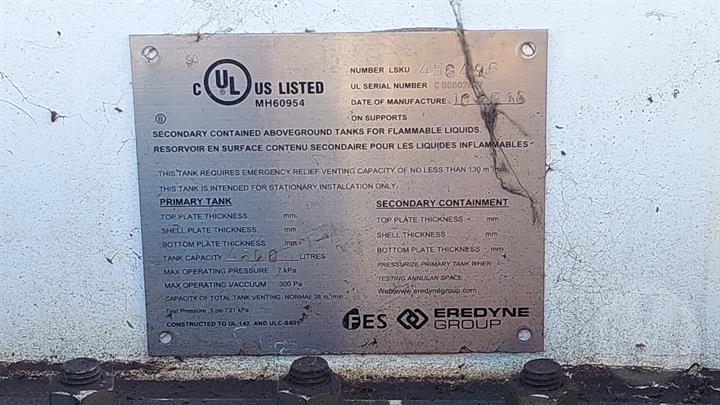 C UL US LISTED
MH60954
NUMBER LSKU
UL SERIAL NUMBER
DATE OF MANUFACTURE
ON SUPPORTS
SECONDARY CONTAINED ABOVEGROUND TANKS FOR FLAMMABLE LIQUIDS.
RESERVOIR EN SURFACE CONTENU SECONDAIRE POUR LES LIQUIDES INFLAMMABLES
THIS TANK REQUIRES EMERGENCY RELIEF VENTING CAPACITY OF NO LESS THAN 130
THIS TANK IS INTENDED FOR STATIONARY INSTALLATION ONLY.
PRIMARY TANK
TOP PLATE THICKNESS mm
SHELL PLATE THICKNESS mm
BOTTOM PLATE THICKNESS mm
TANK CAPACITY LITRES
MAX OPERATING PRESSURE 7 kPa
MAX OPERATING VACCUUM 300 Pa
CAPACITY OF TOTAL TANK VENTING: NORMAL 28 m³/min
Test Pressure 3 psi / 21 kPa
CONSTRUCTED TO UL-142 AND ULC-S601
SECONDARY CONTAINMENT
TOP PLATE THICKNESS mm
SHELL THICKNESS mm
BOTTOM PLATE THICKNESS mm
PRESSURIZE PRIMARY TANK WHEN
TESTING ANNULAR SPACE
Web: www.eredynegroup.com
FES EREDYNE
GROUP